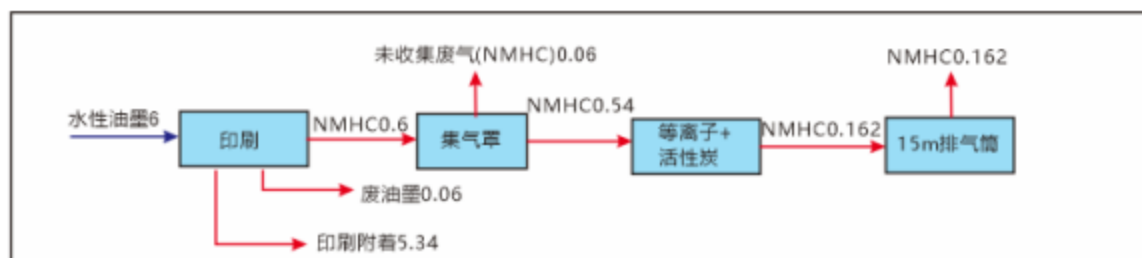 未收集废气(NMHC)0.06
NMHC0.162
水性油墨6
印刷
NMHC0.6
集气罩
NMHC0.54
等离子+
活性炭
NMHC0.162
15m排气筒
废油墨0.06
印刷附着5.34